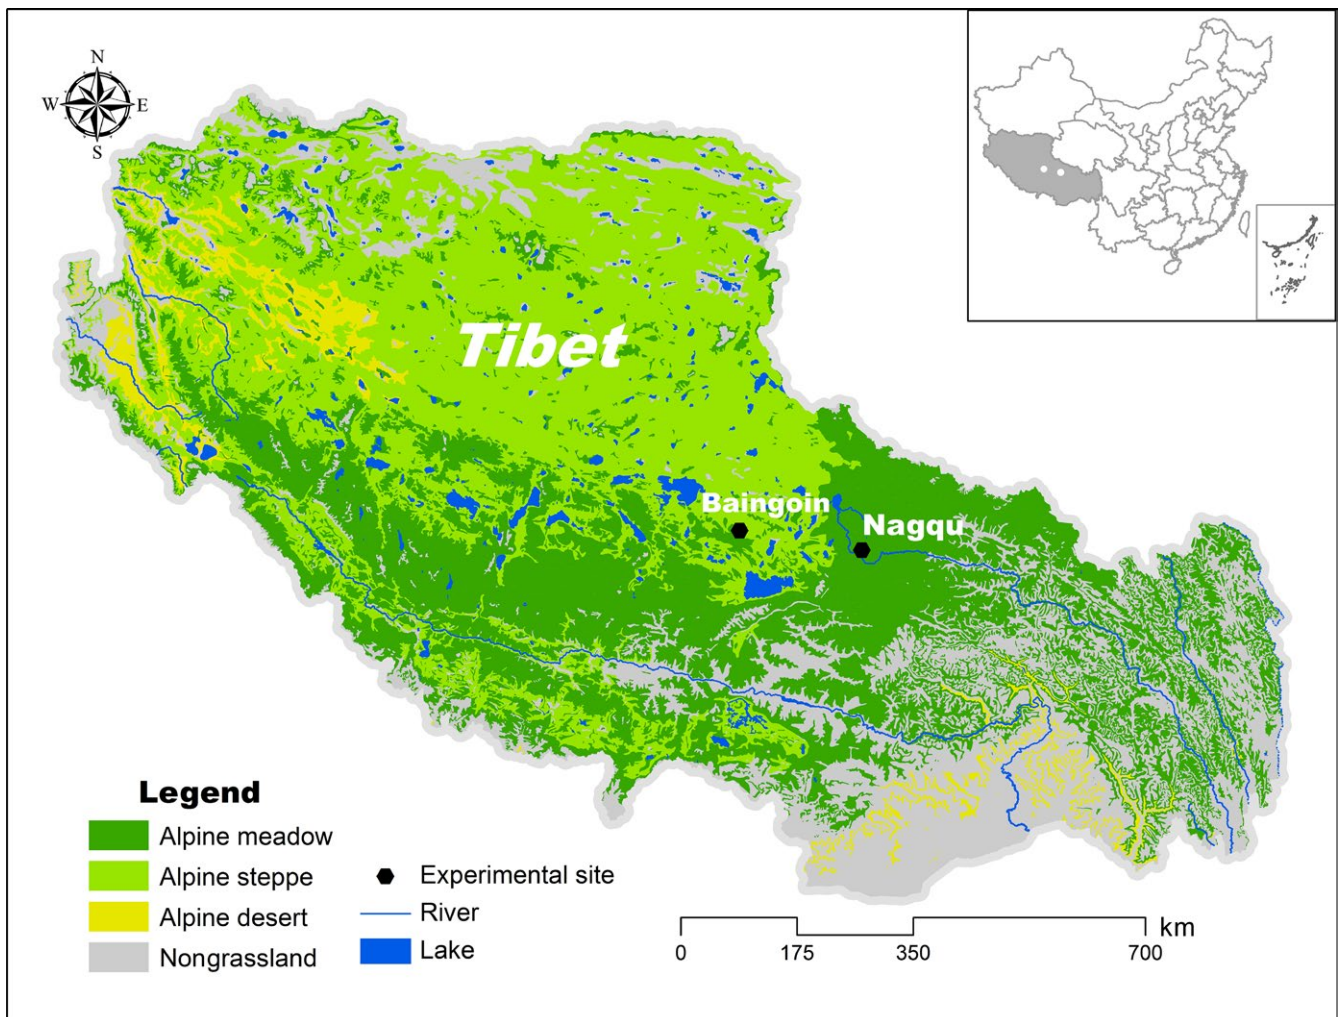 N
W E
S
Tibet
Baingoin
Nagqu
Legend
Alpine meadow
Alpine steppe
Alpine desert
Nongrassland
Experimental site
River
Lake
km
0 175 350 700